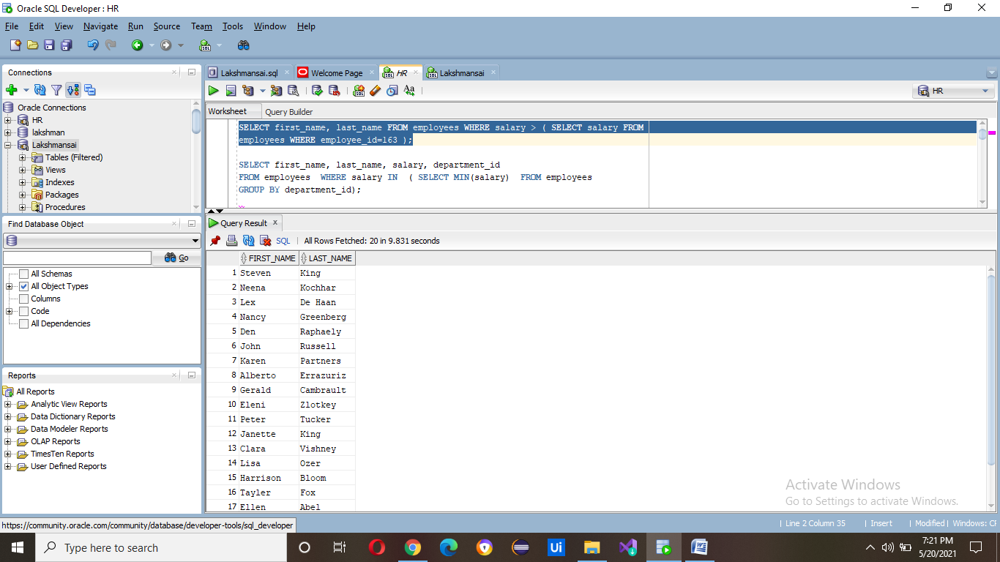 Oracle SQL Developer : HR
File Edit View Navigate Run Source Team Tools Window Help
Connections
Oracle Connections
HR
lakshman
Lakshmansai
Tables (Filtered)
Views
Indexes
Packages
Procedures
Find Database Object
Go
All Schemas
All Object Types
Columns
Code
All Dependencies
Reports
All Reports
Analytic View Reports
Data Dictionary Reports
Data Modeler Reports
OLAP Reports
TimesTen Reports
User Defined Reports
https://community.oracle.com/community/database/developer-tools/sql_developer
Lakshmansai.sql Welcome Page HR Lakshmansai
HR
Worksheet Query Builder
SELECT first_name, last_name FROM employees WHERE salary > ( SELECT salary FROM
employees WHERE employee_id=163 );
SELECT first_name, last_name, salary, department_id
FROM employees WHERE salary IN ( SELECT MIN(salary) FROM employees
GROUP BY department_id);
Query Result
SQL All Rows Fetched: 20 in 9.831 seconds
FIRST_NAME LAST_NAME
1 Steven King
2 Neena Kochhar
3 Lex De Haan
4 Nancy Greenberg
5 Den Raphaely
6 John Russell
7 Karen Partners
8 Alberto Errazuriz
9 Gerald Cambrault
10 Eleni Zlotkey
11 Peter Tucker
12 Janette King
13 Clara Vishney
14 Lisa Ozer
15 Harrison Bloom
16 Tayler Fox
17 Ellen Abel
Activate Windows
Go to Settings to activate Windows.
Line 2 Column 35 Insert Modified Windows:
Type here to search
Ui
7:21 PM
5/20/2021